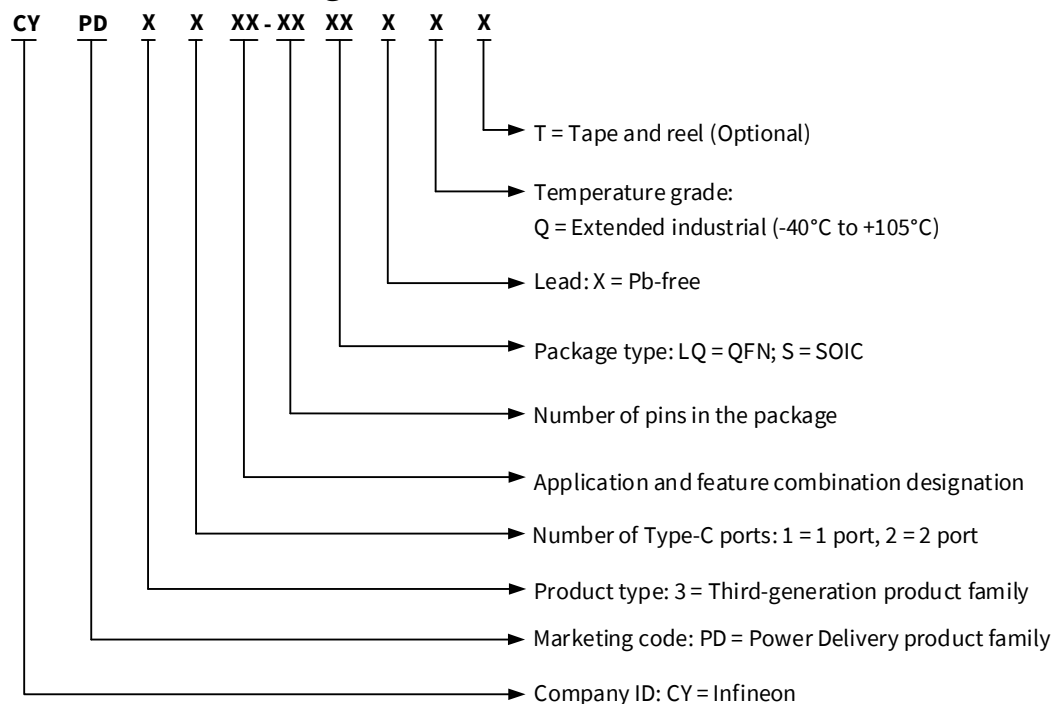 CY PD X X XX - XX XX X X X
T = Tape and reel (Optional)
Temperature grade:
Q = Extended industrial (-40°C to +105°C)
Lead: X = Pb-free
Package type: LQ = QFN; S = SOIC
Number of pins in the package
Application and feature combination designation
Number of Type-C ports: 1 = 1 port, 2 = 2 port
Product type: 3 = Third-generation product family
Marketing code: PD = Power Delivery product family
Company ID: CY = Infineon